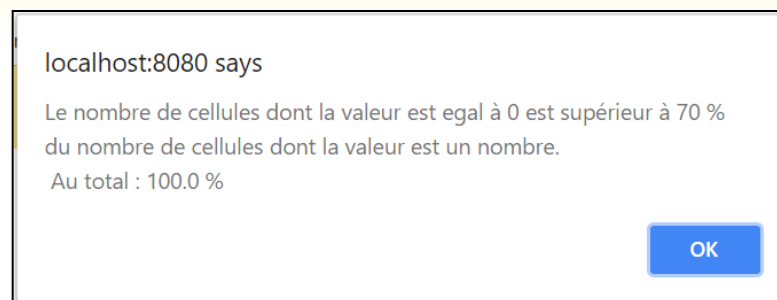 localhost:8080 says
Le nombre de cellules dont la valeur est egal à 0 est supérieur à 70 %
du nombre de cellules dont la valeur est un nombre.
Au total : 100.0 %
OK